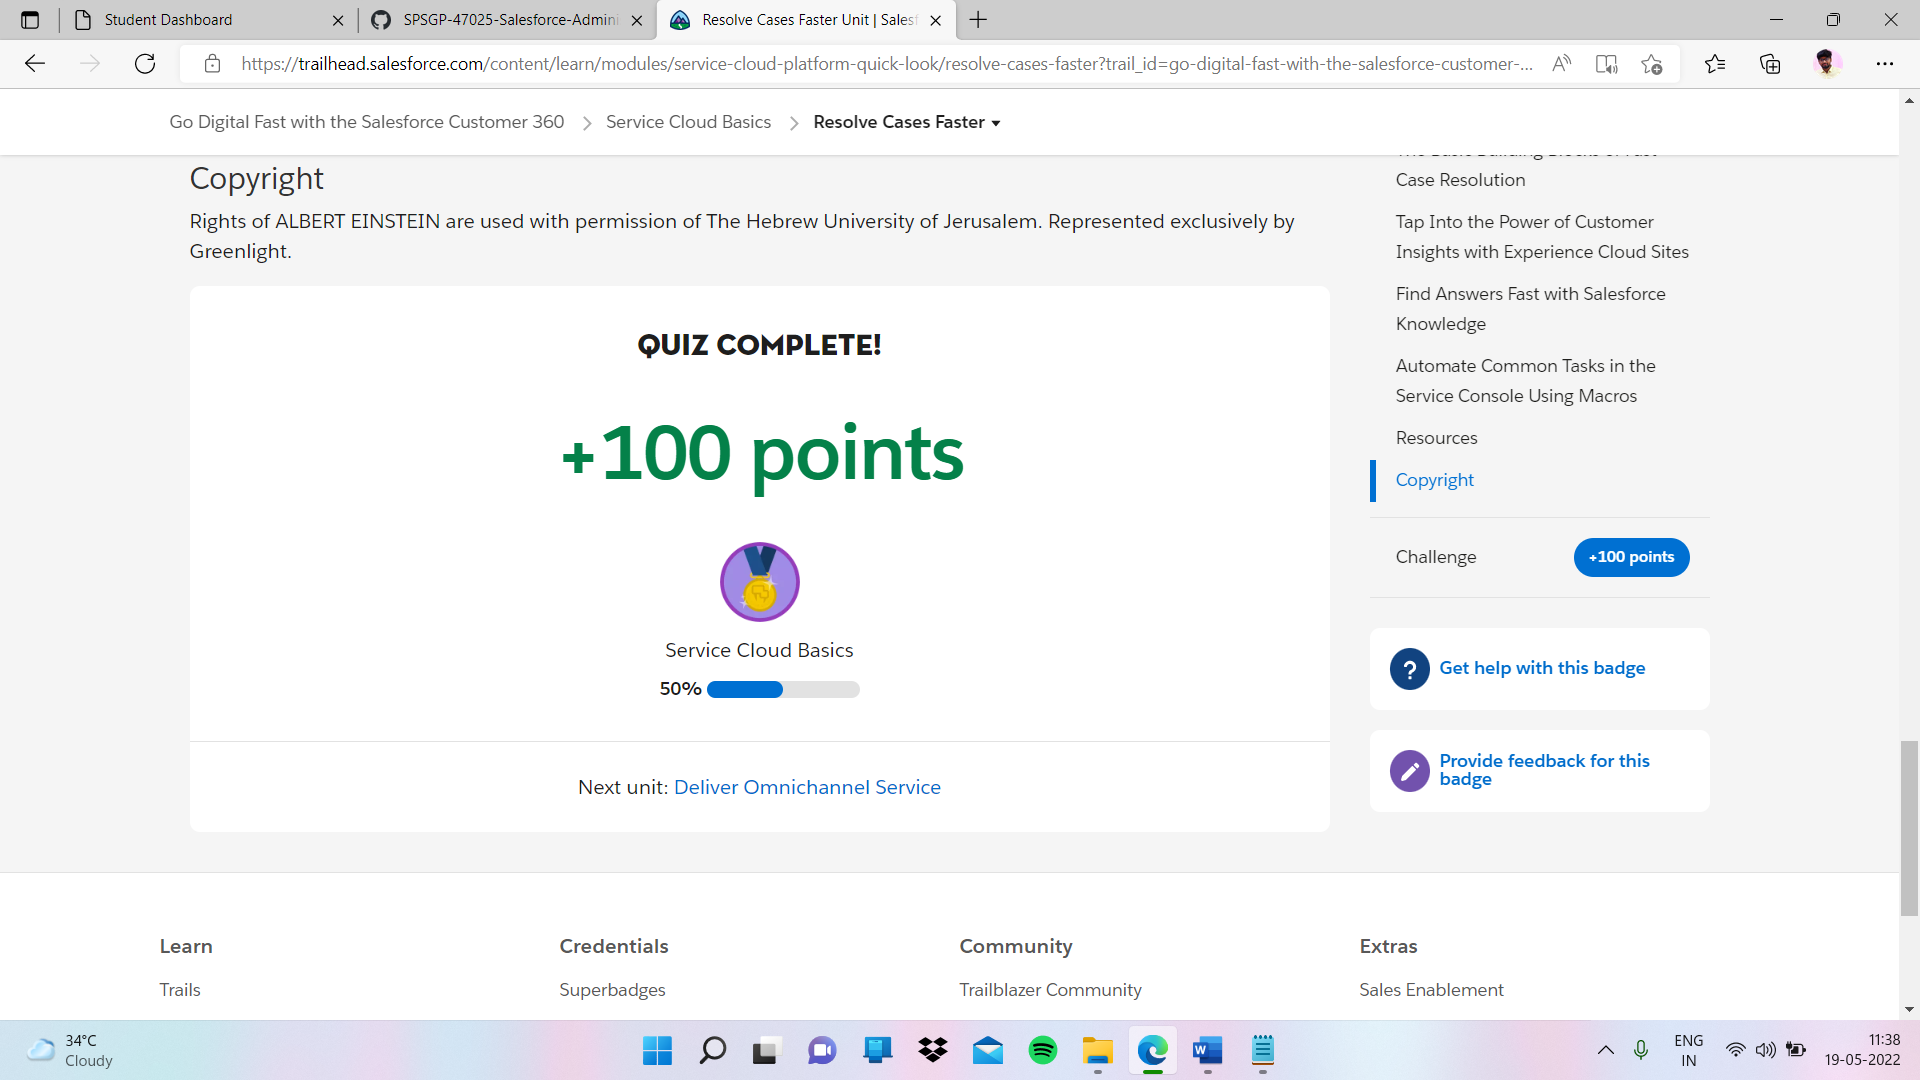 Student Dashboard
SPSGP-47025-Salesforce-Admini
Resolve Cases Faster Unit | Salesf
https://trailhead.salesforce.com/content/learn/modules/service-cloud-platform-quick-look/resolve-cases-faster?trail_id=go-digital-fast-with-the-salesforce-customer-...
Go Digital Fast with the Salesforce Customer 360
Service Cloud Basics
Resolve Cases Faster
Copyright
Rights of ALBERT EINSTEIN are used with permission of The Hebrew University of Jerusalem. Represented exclusively by
Greenlight.
QUIZ COMPLETE!
+100 points
Service Cloud Basics
50%
Next unit: Deliver Omnichannel Service
Case Resolution
Tap Into the Power of Customer
Insights with Experience Cloud Sites
Find Answers Fast with Salesforce
Knowledge
Automate Common Tasks in the
Service Console Using Macros
Resources
Copyright
Challenge
+100 points
Get help with this badge
Provide feedback for this
badge
Learn
Credentials
Community
Extras
Trails
Superbadges
Trailblazer Community
Sales Enablement
34°C
Cloudy
ENG
IN
11:38
19-05-2022